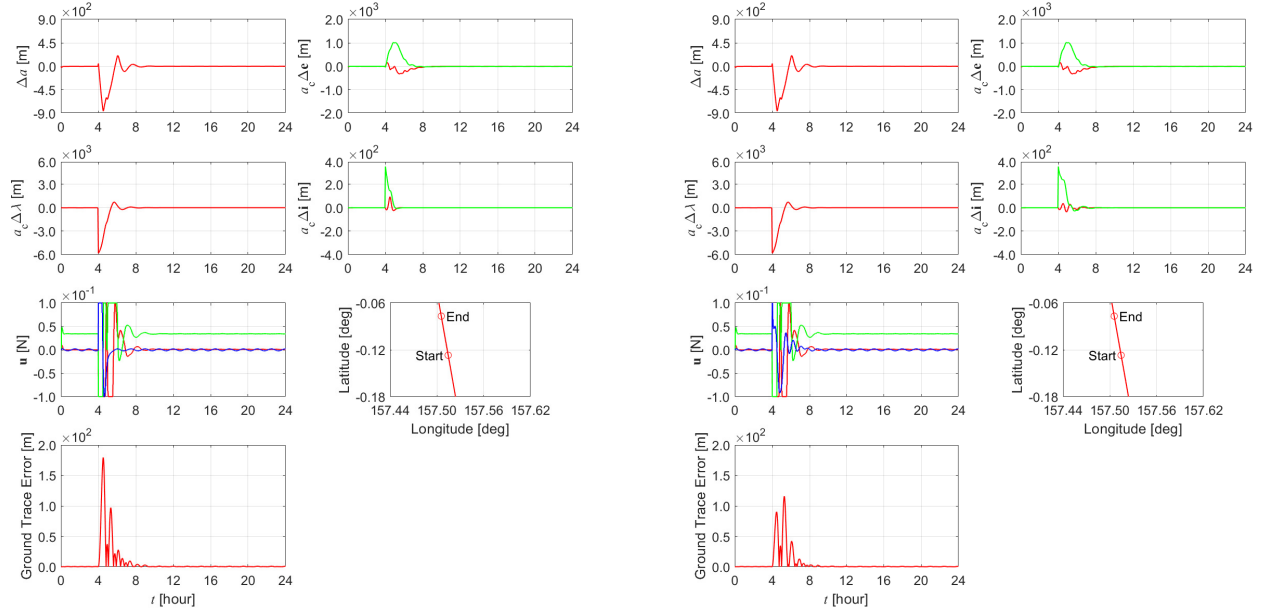 ×10² ×10³ ×10² ×10³
9.0 2.0 9.0 2.0
4.5 1.0 4.5 1.0
0.0 0.0 0.0 0.0
-4.5 -1.0 -4.5 -1.0
-9.0 -2.0 -9.0 -2.0
Δa [m] a_cΔe [m] Δa [m] a_cΔe [m]
0 4 8 12 16 20 24 0 4 8 12 16 20 24 0 4 8 12 16 20 24 0 4 8 12 16 20 24
×10³ ×10² ×10³ ×10²
6.0 4.0 6.0 4.0
3.0 2.0 3.0 2.0
0.0 0.0 0.0 0.0
-3.0 -2.0 -3.0 -2.0
-6.0 -4.0 -6.0 -4.0
a_cΔλ [m] a_cΔi [m] a_cΔλ [m] a_cΔi [m]
0 4 8 12 16 20 24 0 4 8 12 16 20 24 0 4 8 12 16 20 24 0 4 8 12 16 20 24
×10⁻¹ ×10⁻¹
1.0 -0.06 1.0 -0.06
0.5 End 0.5 End
0.0 -0.12 Start 0.0 -0.12 Start
-0.5 -0.5
-1.0 -0.18 -1.0 -0.18
u [N] Latitude [deg] u [N] Latitude [deg]
0 4 8 12 16 20 24 157.44 157.50 157.56 157.62 0 4 8 12 16 20 24 157.44 157.50 157.56 157.62
Longitude [deg] Longitude [deg]
×10² ×10²
2.0 2.0
1.5 1.5
1.0 1.0
0.5 0.5
0.0 0.0
Ground Trace Error [m] Ground Trace Error [m]
0 4 8 12 16 20 24 0 4 8 12 16 20 24
t [hour] t [hour]